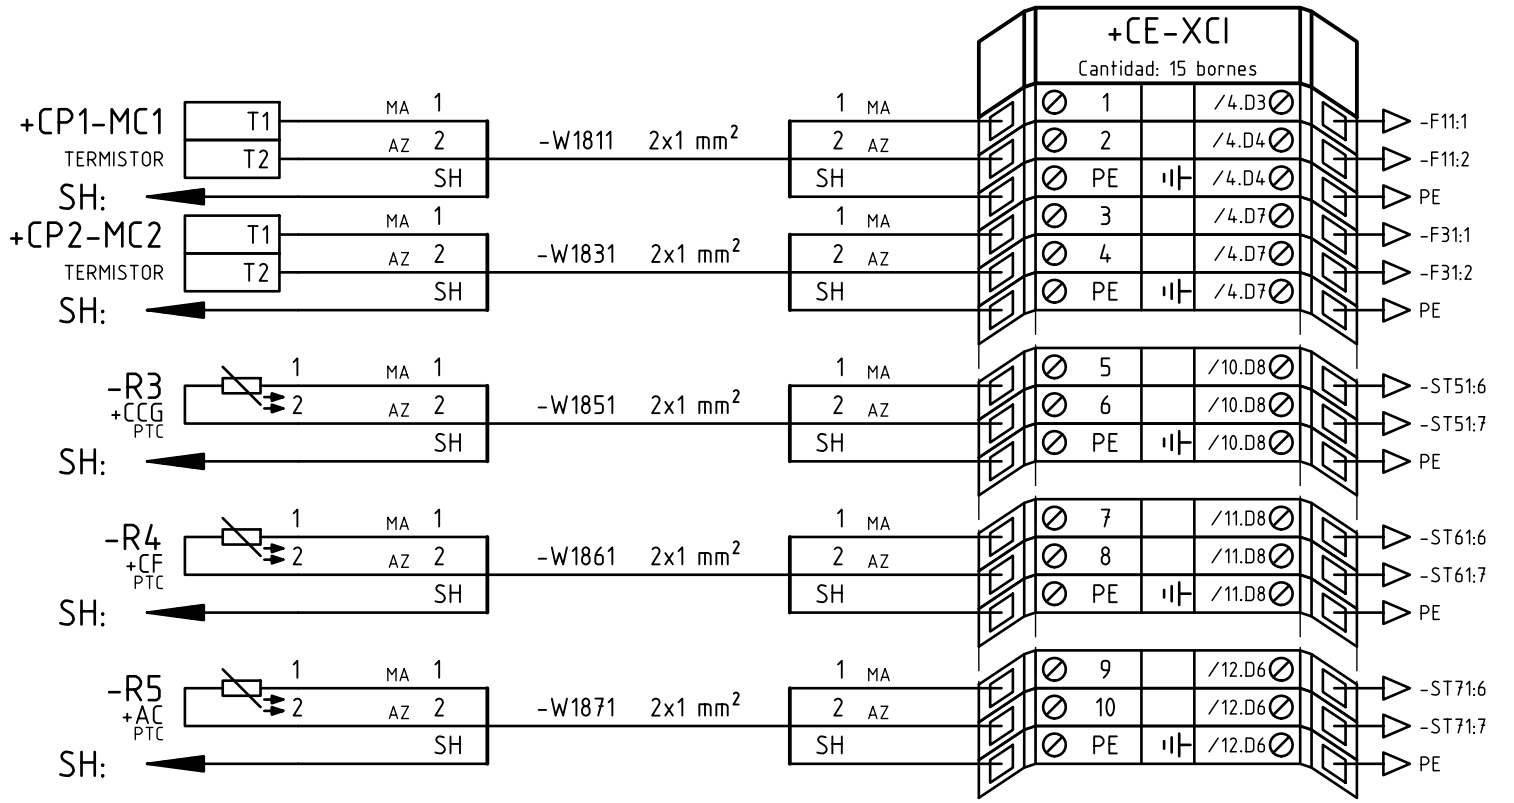 +CE-XCI
Cantidad: 15 bornes
+CP1-MC1 T1 MA 1 1 MA 1 /4.D3 -F11:1
TERMISTOR T2 AZ 2 -W1811 2x1 mm² 2 AZ 2 /4.D4 -F11:2
SH: SH SH PE /4.D4 PE
+CP2-MC2 T1 MA 1 1 MA 3 /4.D7 -F31:1
TERMISTOR T2 AZ 2 -W1831 2x1 mm² 2 AZ 4 /4.D7 -F31:2
SH: SH SH PE /4.D7 PE
-R3 1 MA 1 1 MA 5 /10.D8 -ST51:6
+CCG 2 AZ 2 -W1851 2x1 mm² 2 AZ 6 /10.D8 -ST51:7
PTC
SH: SH SH PE /10.D8 PE
-R4 1 MA 1 1 MA 7 /11.D8 -ST61:6
+CF 2 AZ 2 -W1861 2x1 mm² 2 AZ 8 /11.D8 -ST61:7
PTC
SH: SH SH PE /11.D8 PE
-R5 1 MA 1 1 MA 9 /12.D6 -ST71:6
+AC 2 AZ 2 -W1871 2x1 mm² 2 AZ 10 /12.D6 -ST71:7
PTC
SH: SH SH PE /12.D6 PE